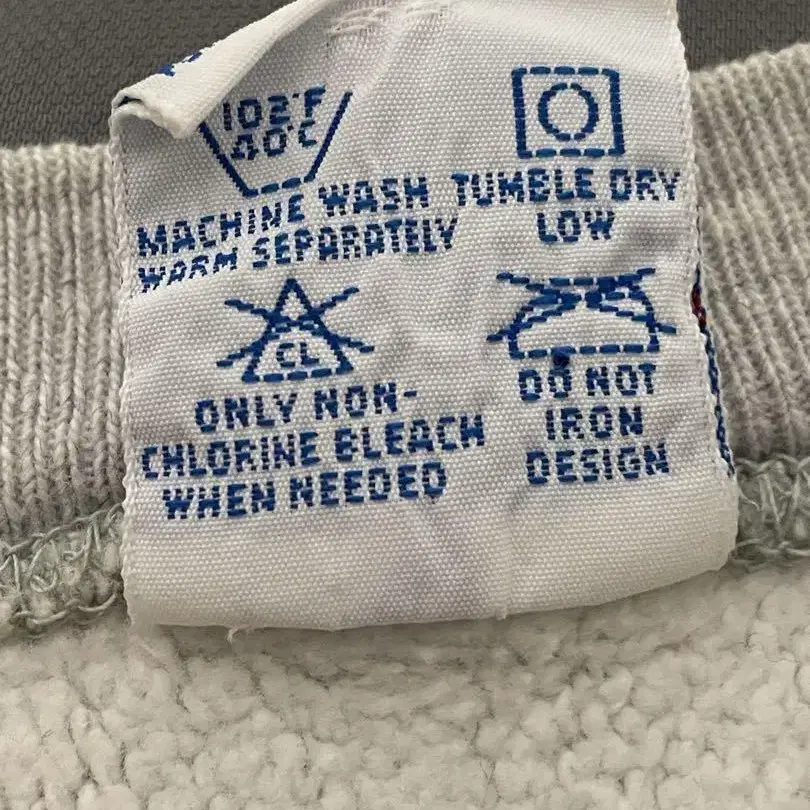 102°F
40°C
MACHINE WASH
WARM SEPARATELY
TUMBLE DRY
LOW
CL
ONLY NON-
CHLORINE BLEACH
WHEN NEEDED
DO NOT
IRON
DESIGN